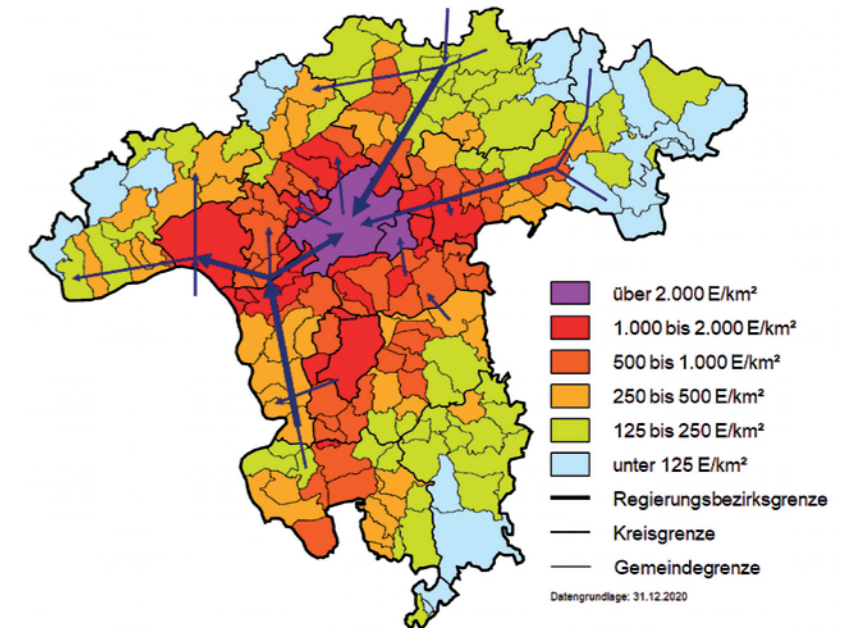 über 2.000 E/km²
1.000 bis 2.000 E/km²
500 bis 1.000 E/km²
250 bis 500 E/km²
125 bis 250 E/km²
unter 125 E/km²
Regierungsbezirksgrenze
Kreisgrenze
Gemeindegrenze
Datengrundlage: 31.12.2020